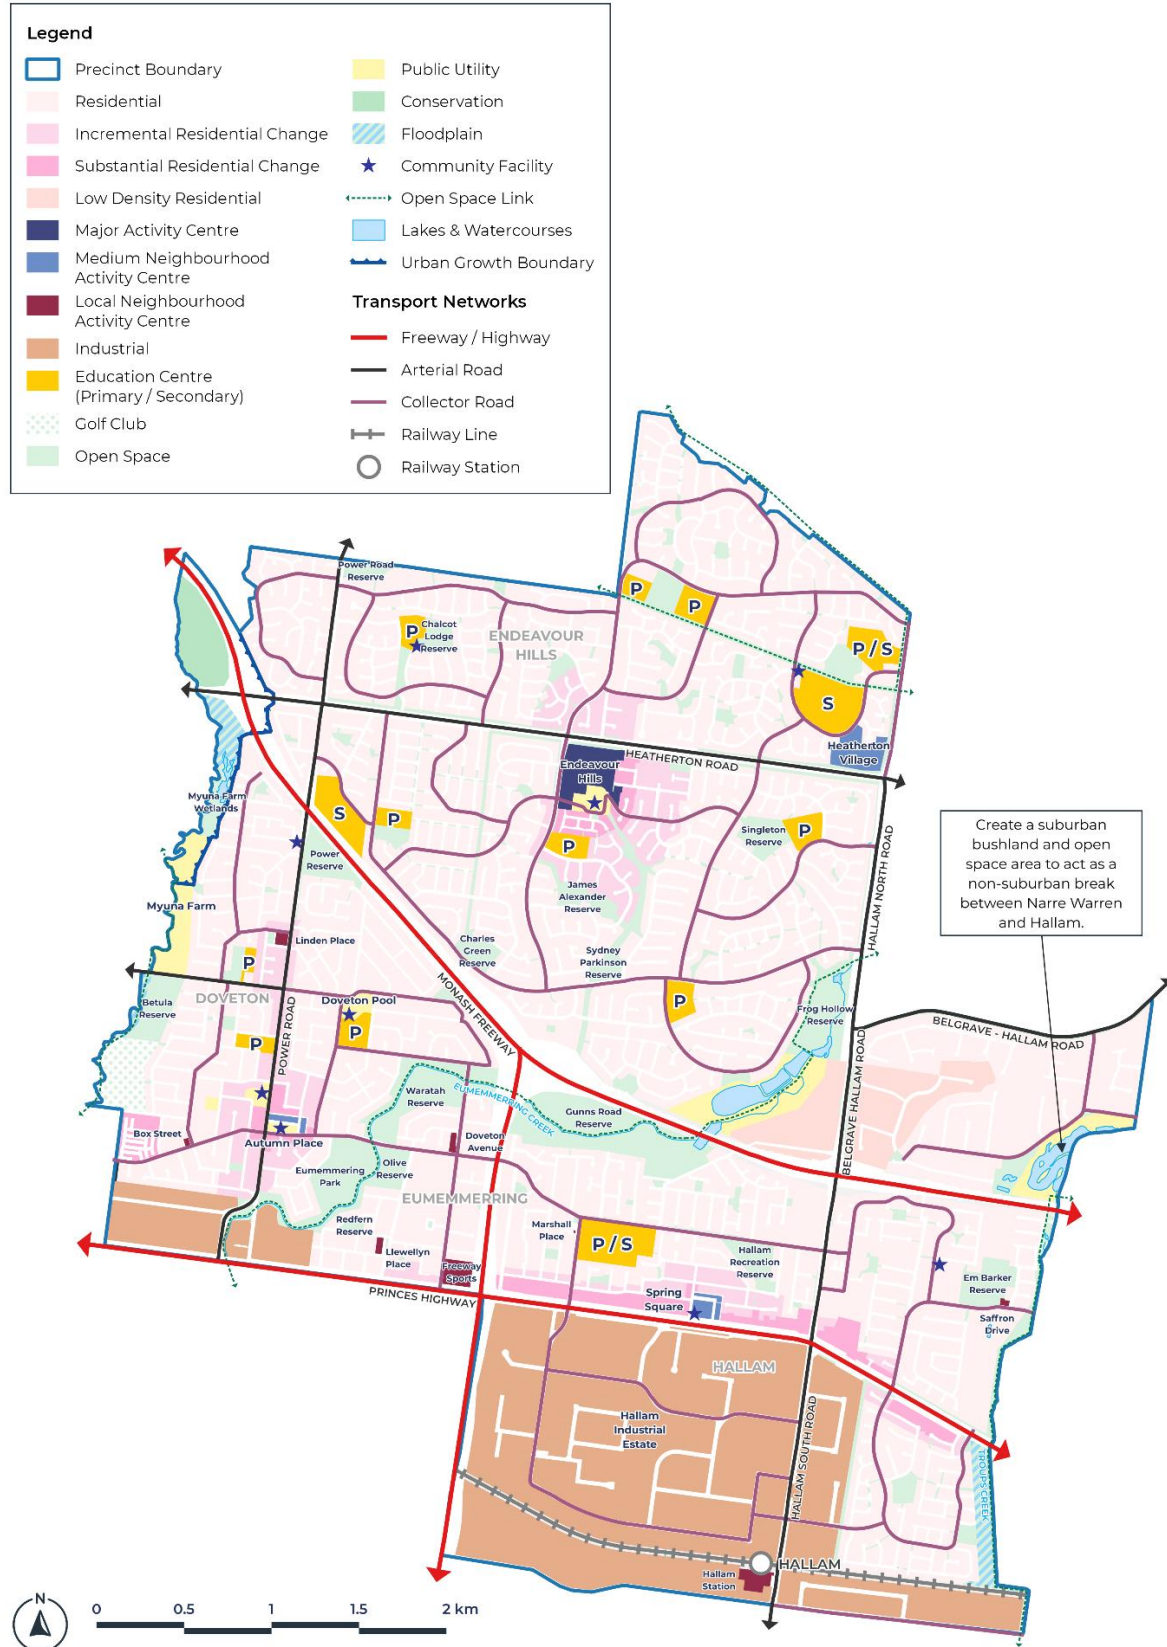 Legend
Precinct Boundary
Residential
Incremental Residential Change
Substantial Residential Change
Low Density Residential
Major Activity Centre
Medium Neighbourhood
Activity Centre
Local Neighbourhood
Activity Centre
Industrial
Education Centre
(Primary / Secondary)
Golf Club
Open Space
Public Utility
Conservation
Floodplain
Community Facility
Open Space Link
Lakes & Watercourses
Urban Growth Boundary
Transport Networks
Freeway / Highway
Arterial Road
Collector Road
Railway Line
Railway Station
Power Road
Reserve
P
Chalcot
Lodge
Reserve
ENDEAVOUR
HILLS
P
P
P / S
S
Heatherton
Village
HEATHERTON ROAD
Endeavour
Hills
Myuna Farm
Wetlands
S
P
Power
Reserve
P
Singleton
Reserve
P
James
Alexander
Reserve
Create a suburban
bushland and open
space area to act as a
non-suburban break
between Narre Warren
and Hallam.
HALLAM NORTH ROAD
Myuna Farm
Linden Place
Charles
Green
Reserve
Sydney
Parkinson
Reserve
P
MONASH FREEWAY
DOVETON
Betula
Reserve
Doveton Pool
P
P
P
POWER ROAD
Frog Hollow
Reserve
BELGRAVE - HALLAM ROAD
BELGRAVE HALLAM ROAD
Waratah
Reserve
EUMEMMERRING CREEK
Gunns Road
Reserve
Box Street
Autumn Place
Doveton
Avenue
Eumemmering
Park
Olive
Reserve
EUMEMMERRING
Redfern
Reserve
Llewellyn
Place
Freeway
Sports
Marshall
Place
P / S
Hallam
Recreation
Reserve
Em Barker
Reserve
Saffron
Drive
PRINCES HIGHWAY
Spring
Square
HALLAM
Hallam
Industrial
Estate
HALLAM SOUTH ROAD
TROUPS CREEK
HALLAM
Hallam
Station
N
0 0.5 1 1.5 2 km